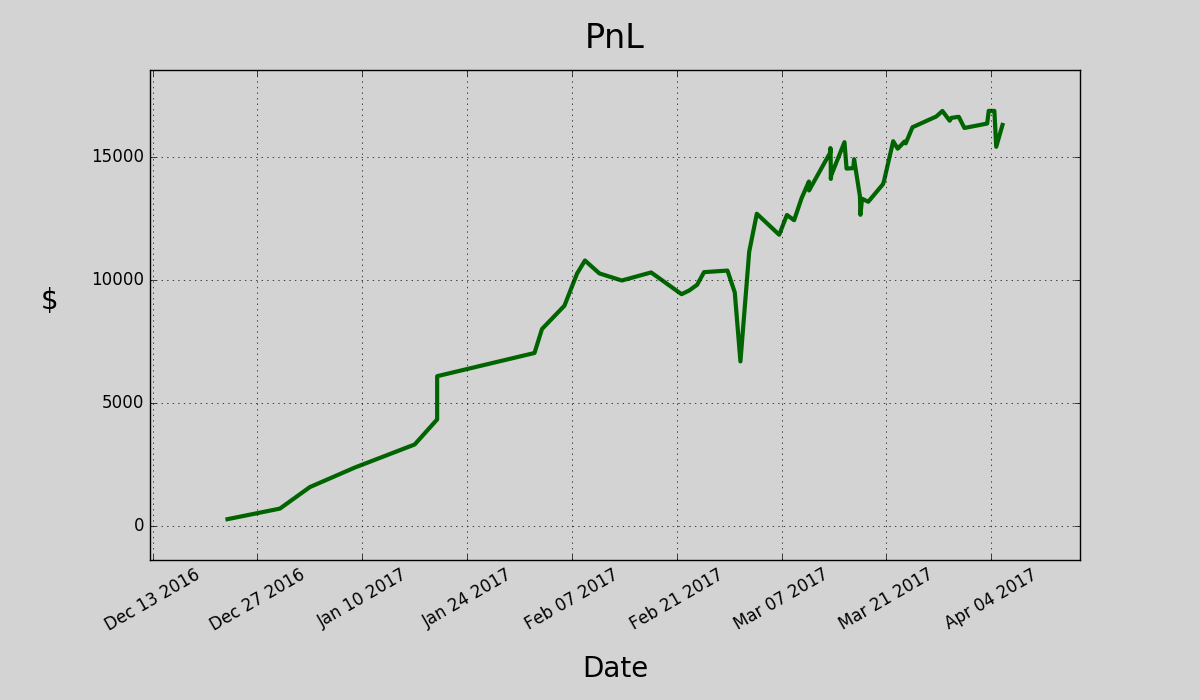 PnL
$
15000
10000
5000
0
Dec 13 2016
Dec 27 2016
Jan 10 2017
Jan 24 2017
Feb 07 2017
Feb 21 2017
Mar 07 2017
Mar 21 2017
Apr 04 2017
Date